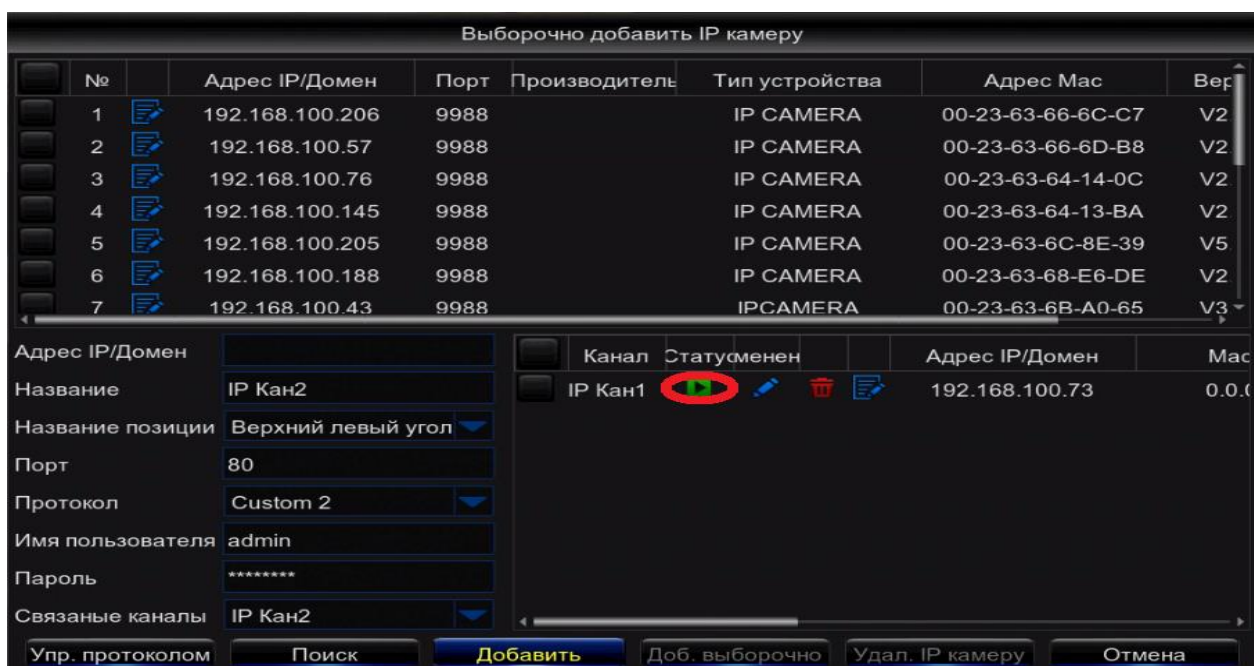 Выборочно добавить IP камеру
№ Адрес IP/Домен Порт Производитель Тип устройства Адрес Mac Вер
1 192.168.100.206 9988 IP CAMERA 00-23-63-66-6C-C7 V2
2 192.168.100.57 9988 IP CAMERA 00-23-63-66-6D-B8 V2
3 192.168.100.76 9988 IP CAMERA 00-23-63-64-14-0C V2
4 192.168.100.145 9988 IP CAMERA 00-23-63-64-13-BA V2
5 192.168.100.205 9988 IP CAMERA 00-23-63-6C-8E-39 V5
6 192.168.100.188 9988 IP CAMERA 00-23-63-68-E6-DE V2
7 192.168.100.43 9988 IPCAMERA 00-23-63-6B-A0-65 V3
Адрес IP/Домен
Название IP Кан2
Название позиции Верхний левый угол
Порт 80
Протокол Custom 2
Имя пользователя admin
Пароль ********
Связаные каналы IP Кан2
Канал Статус менен Адрес IP/Домен Мас
IP Кан1 192.168.100.73 0.0.0
Упр. протоколом Поиск Добавить Доб. выборочно Удал. IP камеру Отмена